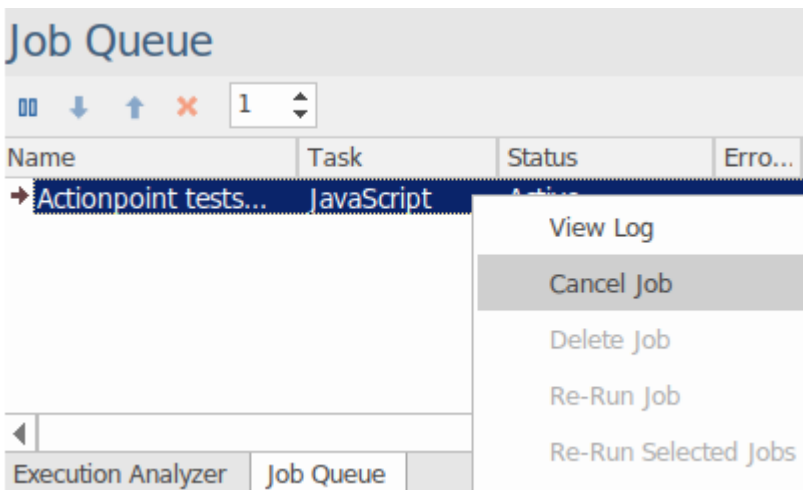 Job Queue
1
Name Task Status Erro...
Actionpoint tests... JavaScript
View Log
Cancel Job
Delete Job
Re-Run Job
Re-Run Selected Jobs
Execution Analyzer Job Queue